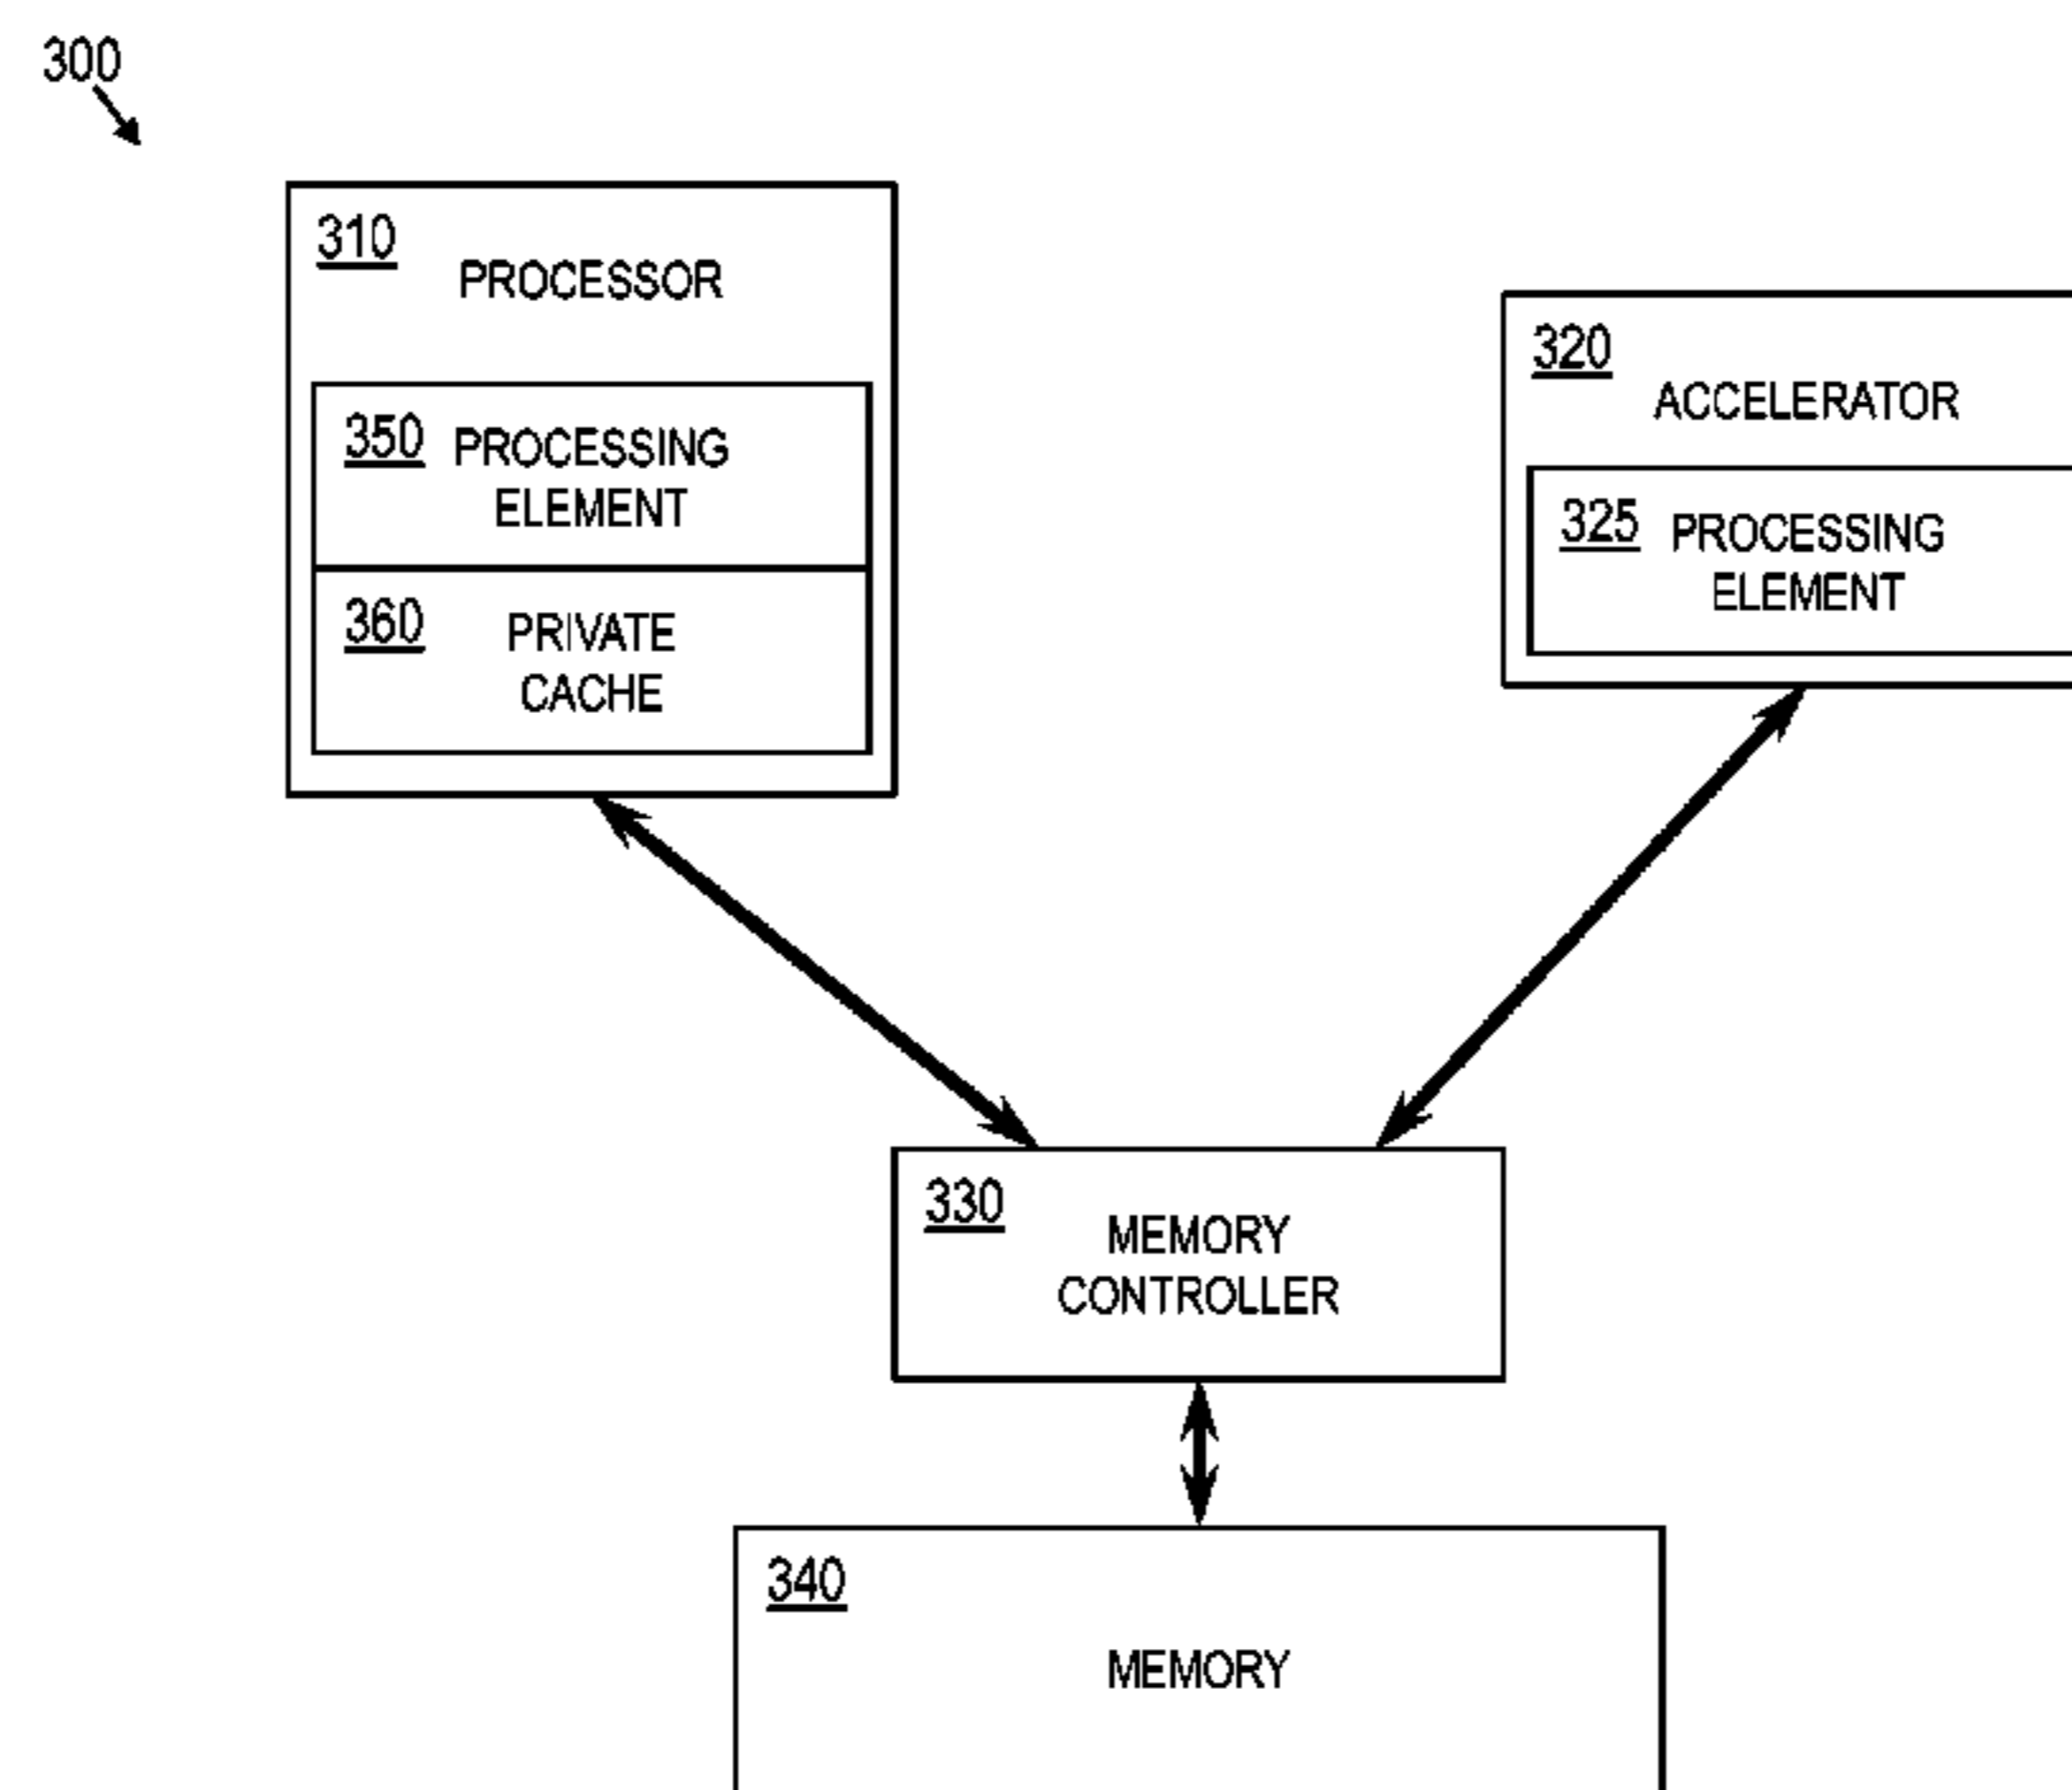 300
310
PROCESSOR
350 PROCESSING
ELEMENT
360 PRIVATE
CACHE
320
ACCELERATOR
325 PROCESSING
ELEMENT
330
MEMORY
CONTROLLER
340
MEMORY